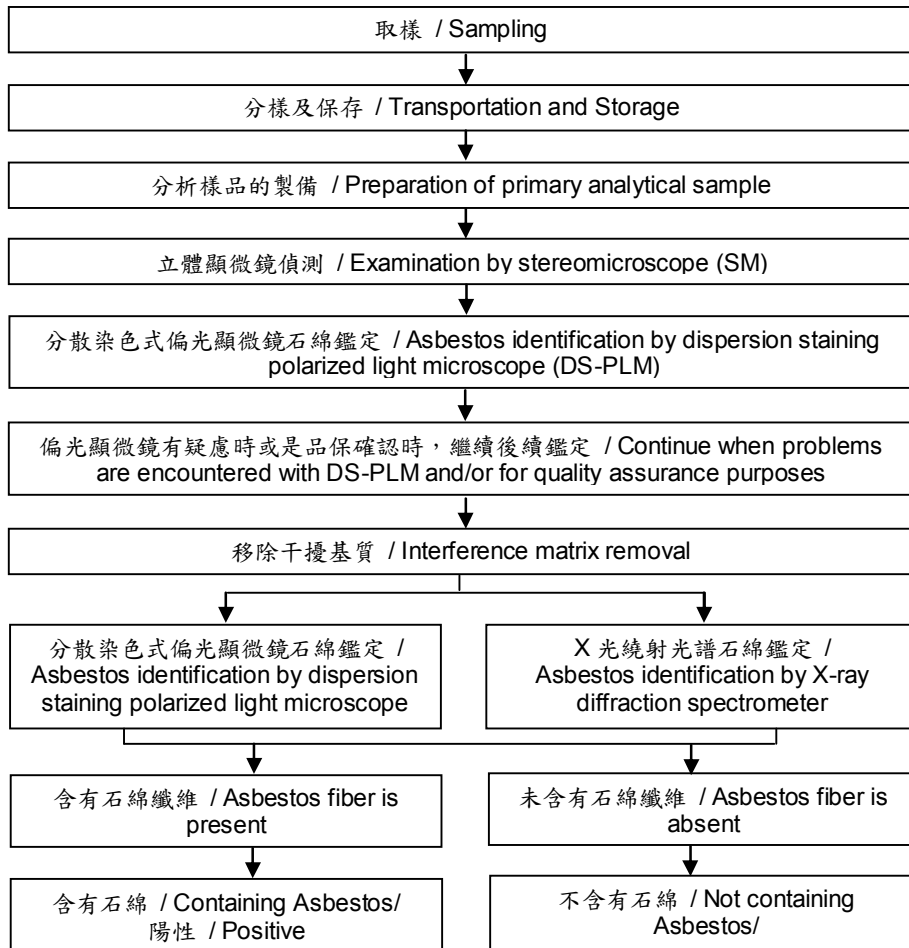 取樣 / Sampling
分樣及保存 / Transportation and Storage
分析樣品的製備 / Preparation of primary analytical sample
立體顯微鏡偵測 / Examination by stereomicroscope (SM)
分散染色式偏光顯微鏡石綿鑑定 / Asbestos identification by dispersion staining
polarized light microscope (DS-PLM)
偏光顯微鏡有疑慮時或是品保確認時，繼續後續鑑定 / Continue when problems
are encountered with DS-PLM and/or for quality assurance purposes
移除干擾基質 / Interference matrix removal
分散染色式偏光顯微鏡石綿鑑定 /
Asbestos identification by dispersion
staining polarized light microscope
X 光繞射光譜石綿鑑定 /
Asbestos identification by X-ray
diffraction spectrometer
含有石綿纖維 / Asbestos fiber is
present
未含有石綿纖維 / Asbestos fiber is
absent
含有石綿 / Containing Asbestos/
陽性 / Positive
不含有石綿 / Not containing
Asbestos/